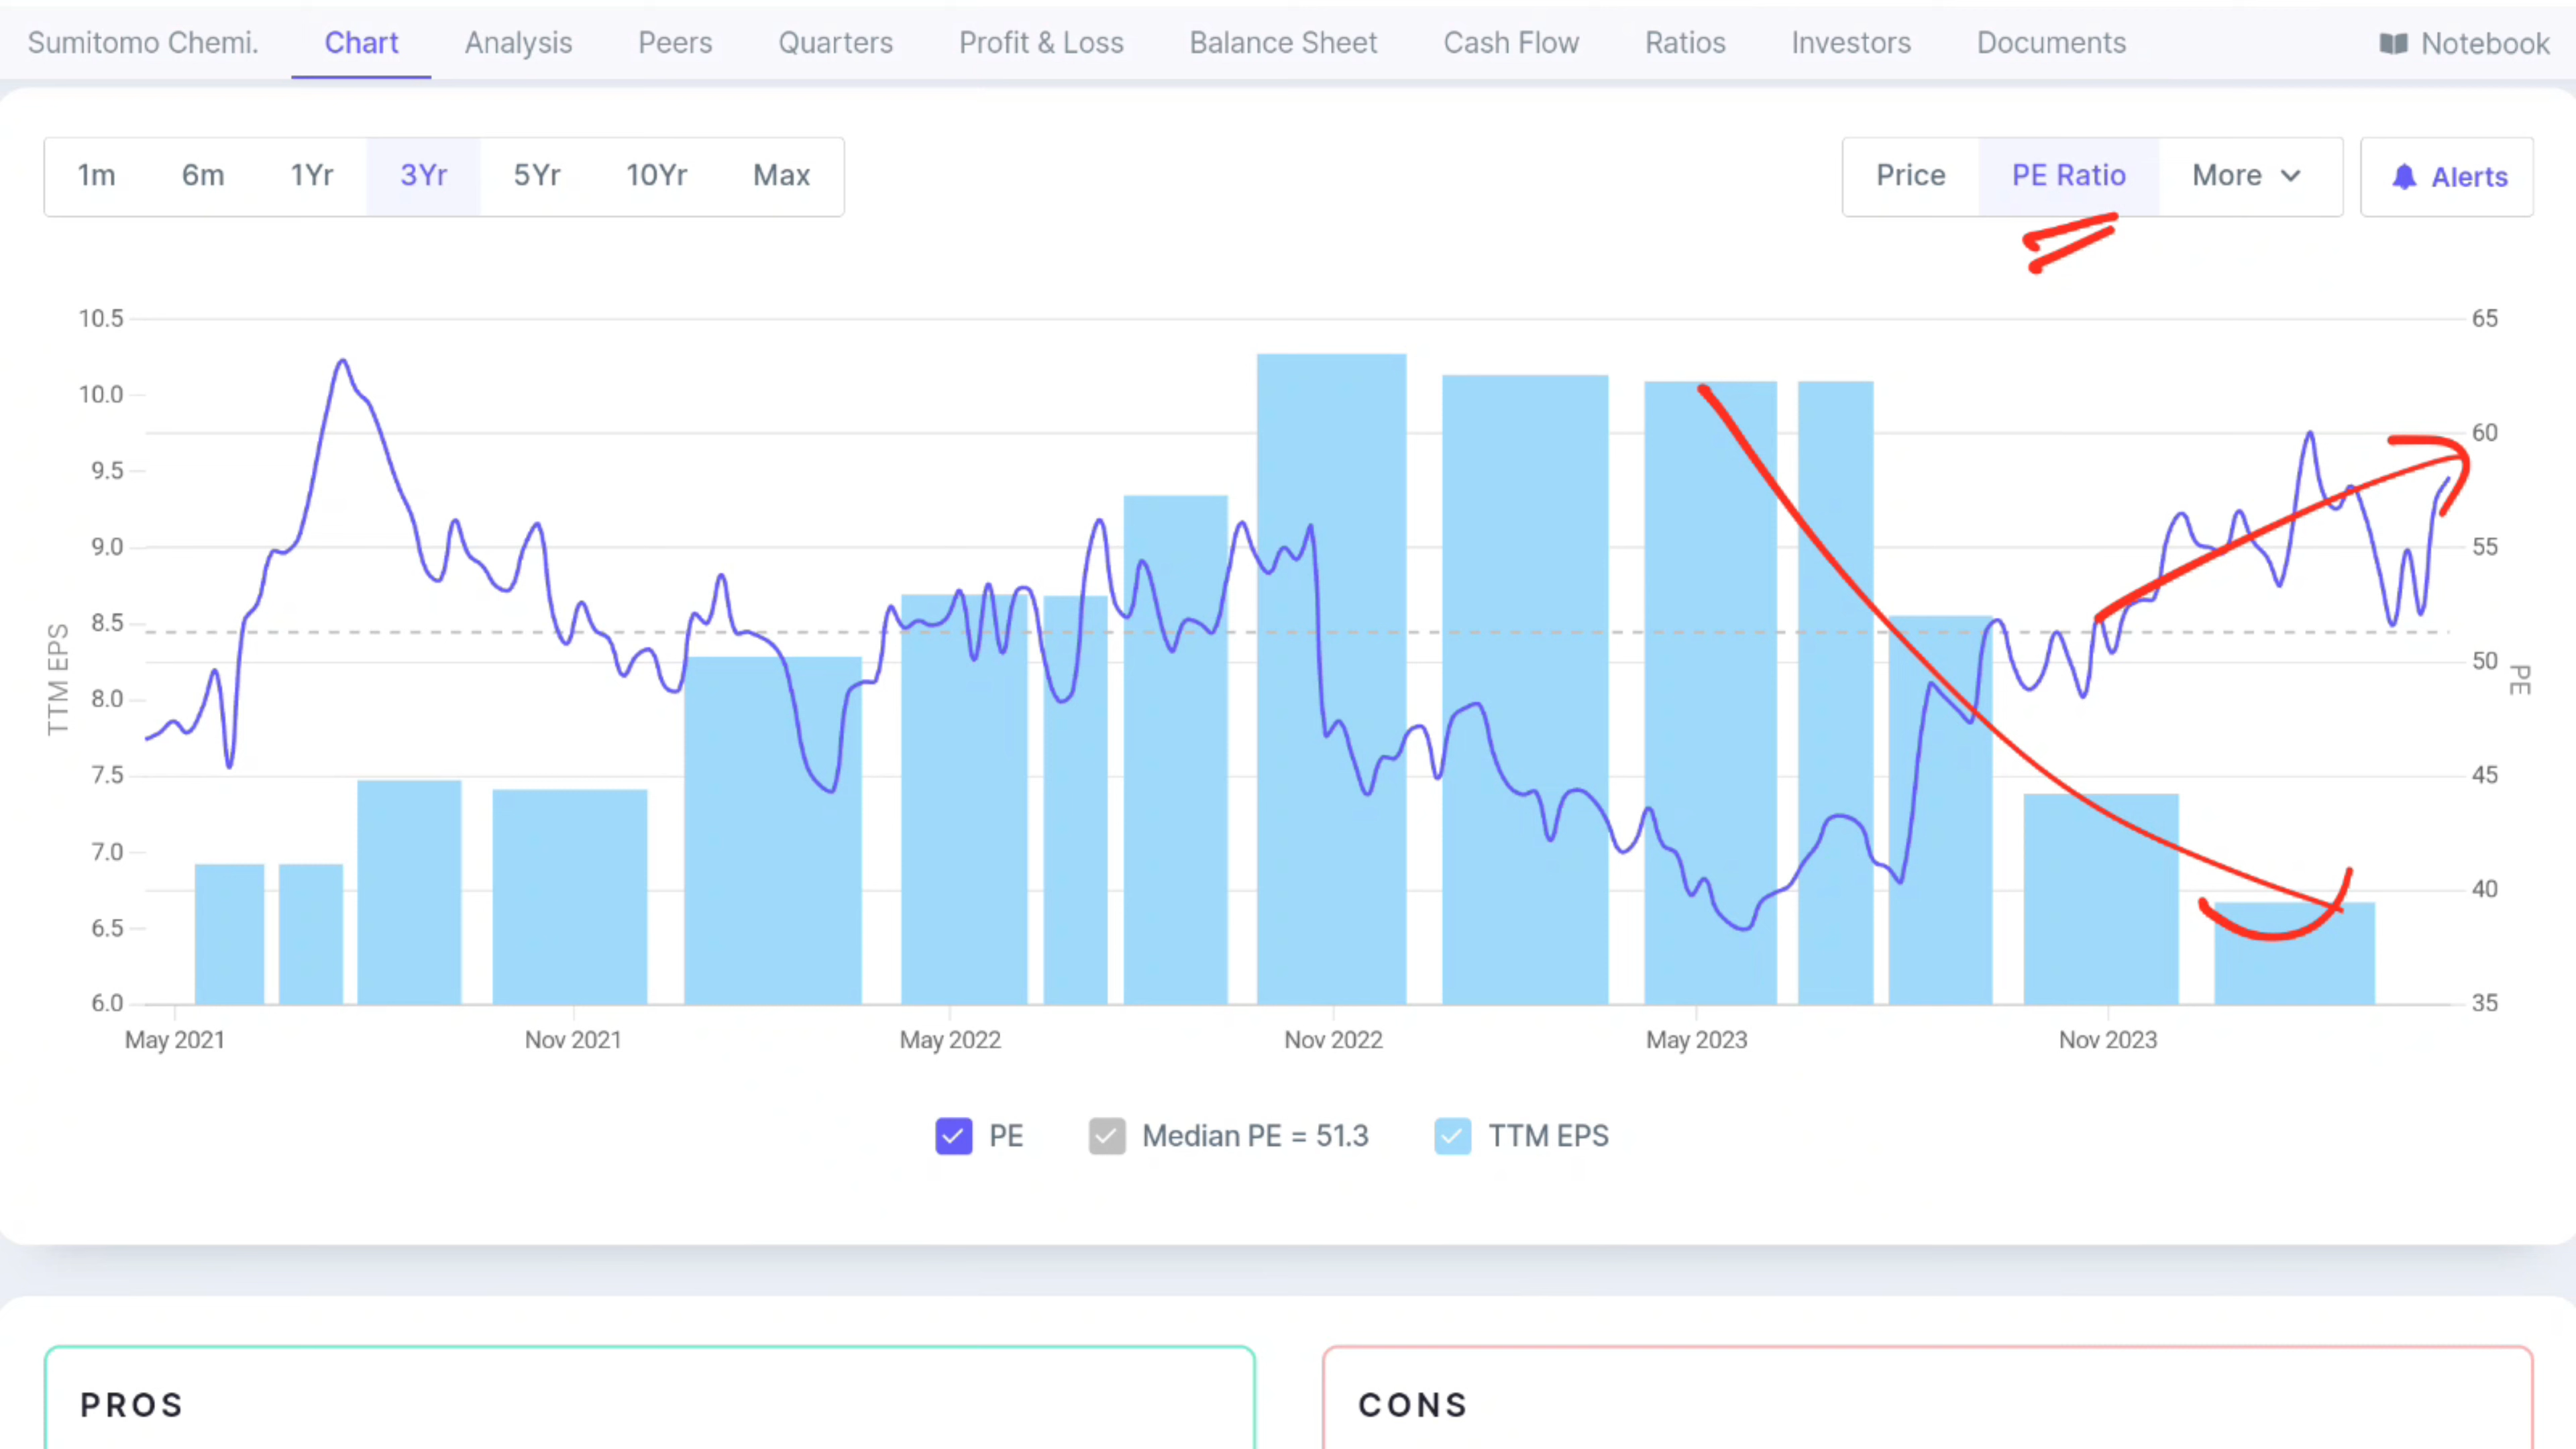 Sumitomo Chemi. Chart Analysis Peers Quarters Profit & Loss Balance Sheet Cash Flow Ratios Investors Documents Notebook
1m 6m 1Yr 3Yr 5Yr 10Yr Max Price PE Ratio More Alerts
10.5 65
10.0
60
9.5
9.0 55
8.5
50
8.0
7.5 45
7.0
40
6.5
6.0 35
TTM EPS
PE
May 2021 Nov 2021 May 2022 Nov 2022 May 2023 Nov 2023
PE Median PE = 51.3 TTM EPS
PROS CONS